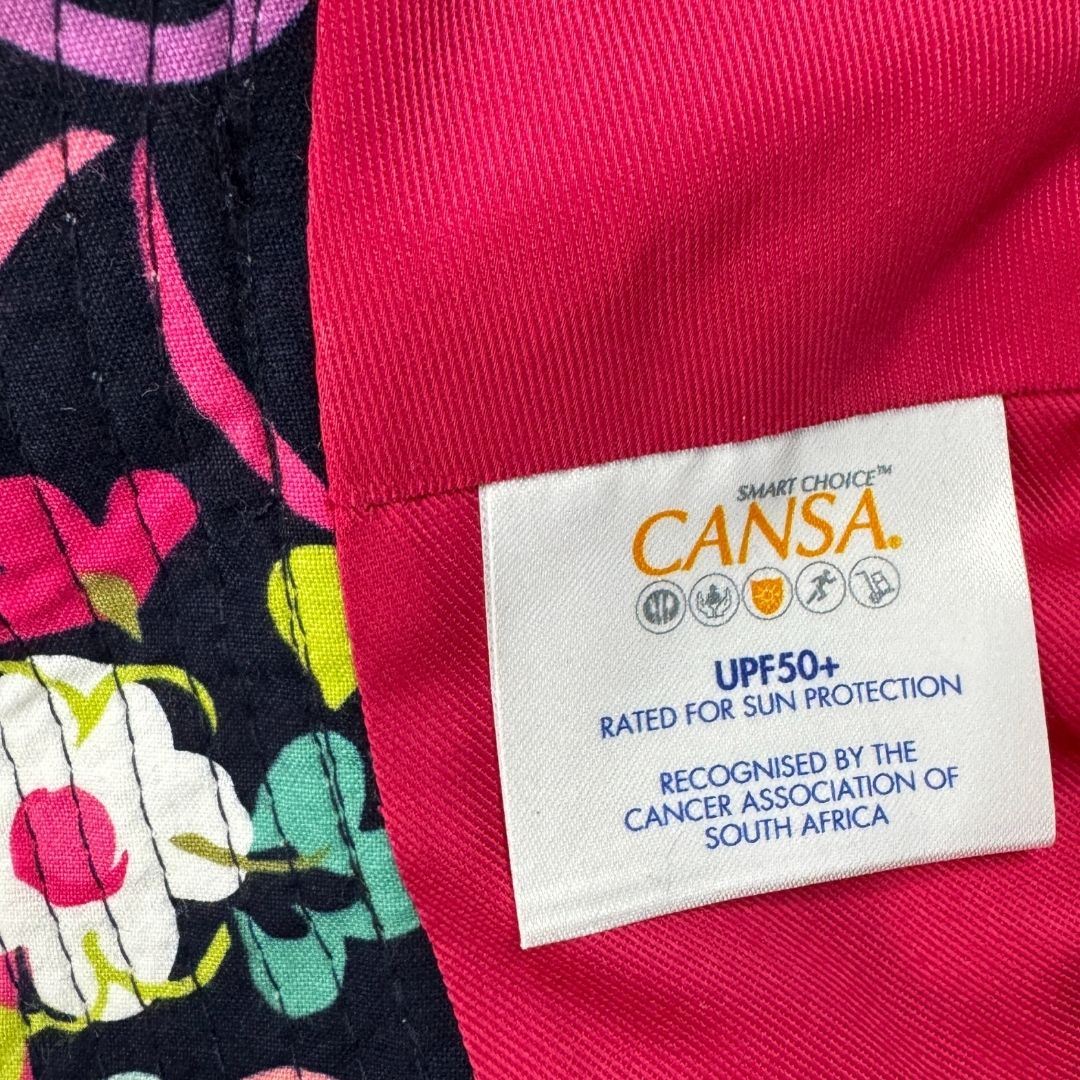 SMART CHOICE™
CANSA®
UPF50+
RATED FOR SUN PROTECTION
RECOGNISED BY THE
CANCER ASSOCIATION OF
SOUTH AFRICA